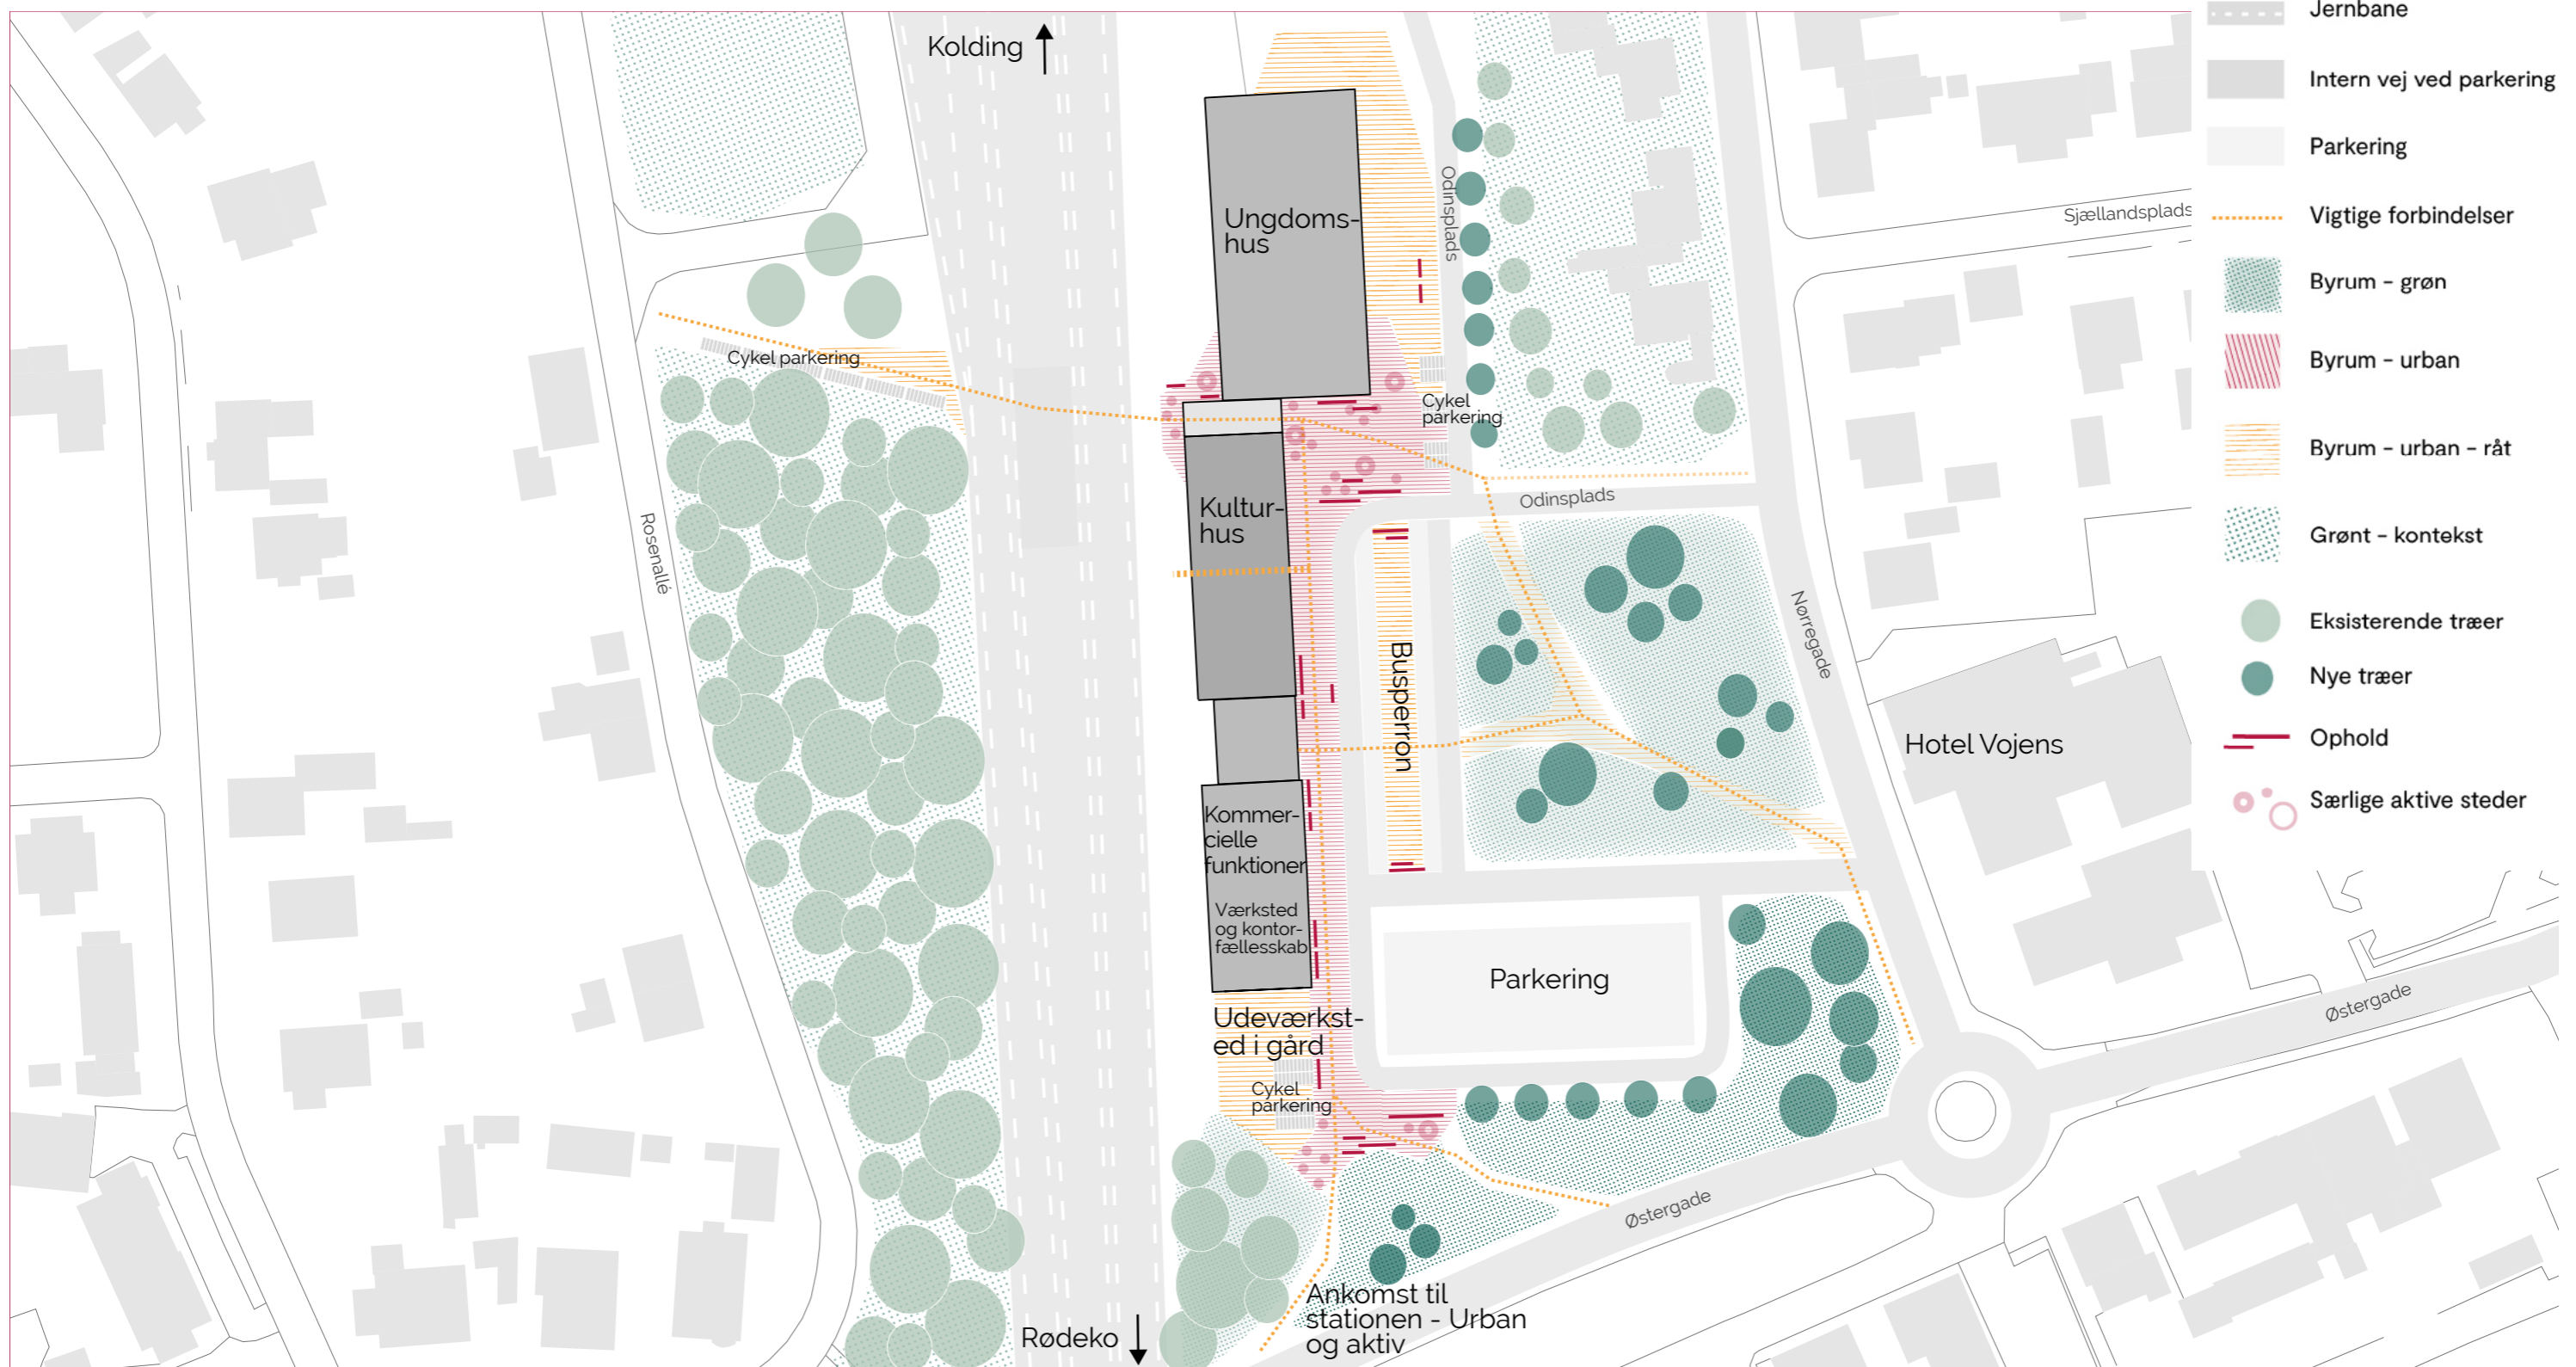 Kolding
Ungdoms-
hus
Odinsplads
Cykel parkering
Cykel
parkering
Kultur-
hus
Odinsplads
Rosenallé
Busperron
Nørregade
Sjællandsplads
Hotel Vojens
Kommer-
cielle
funktioner
Værksted
og kontor-
fællesskab
Parkering
Udeværkst-
ed i gård
Cykel
parkering
Østergade
Østergade
Ankomst til
stationen - Urban
og aktiv
Rødeko
Jernbane
Intern vej ved parkering
Parkering
Vigtige forbindelser
Byrum - grøn
Byrum - urban
Byrum - urban - råt
Grønt - kontekst
Eksisterende træer
Nye træer
Ophold
Særlige aktive steder